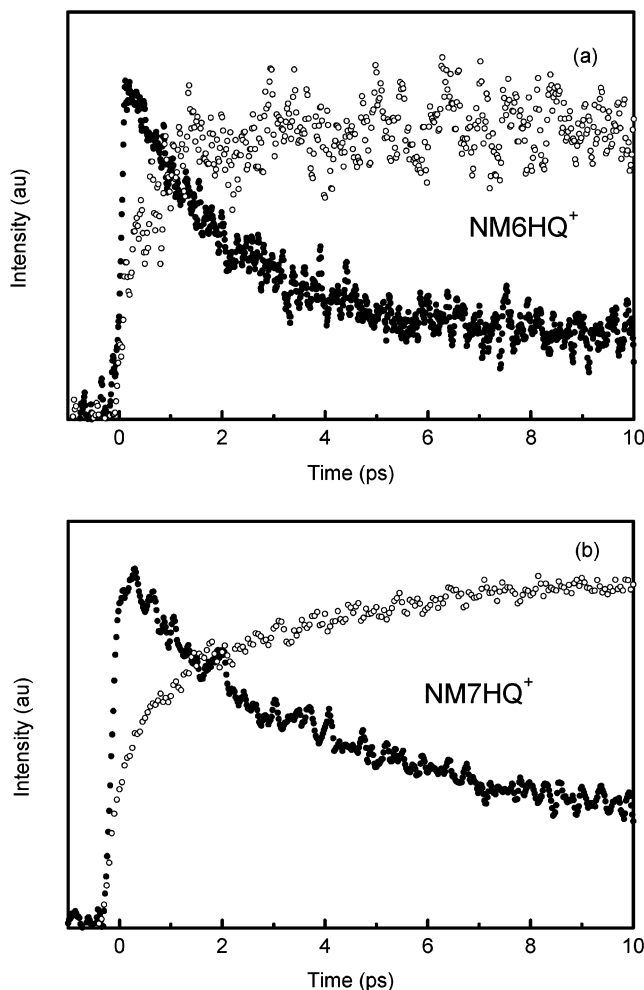 (a)
Intensity (au)
NM6HQ⁺
0 2 4 6 8 10
Time (ps)
(b)
Intensity (au)
NM7HQ⁺
0 2 4 6 8 10
Time (ps)